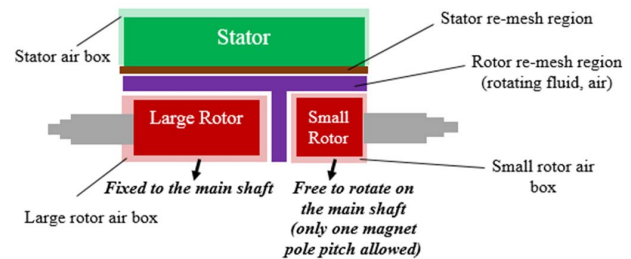 Stator re-mesh region
Stator
Stator air box
Rotor re-mesh region
(rotating fluid, air)
Large Rotor
Small
Rotor
Small rotor air
box
Fixed to the main shaft
Free to rotate on
the main shaft
(only one magnet
pole pitch allowed)
Large rotor air box